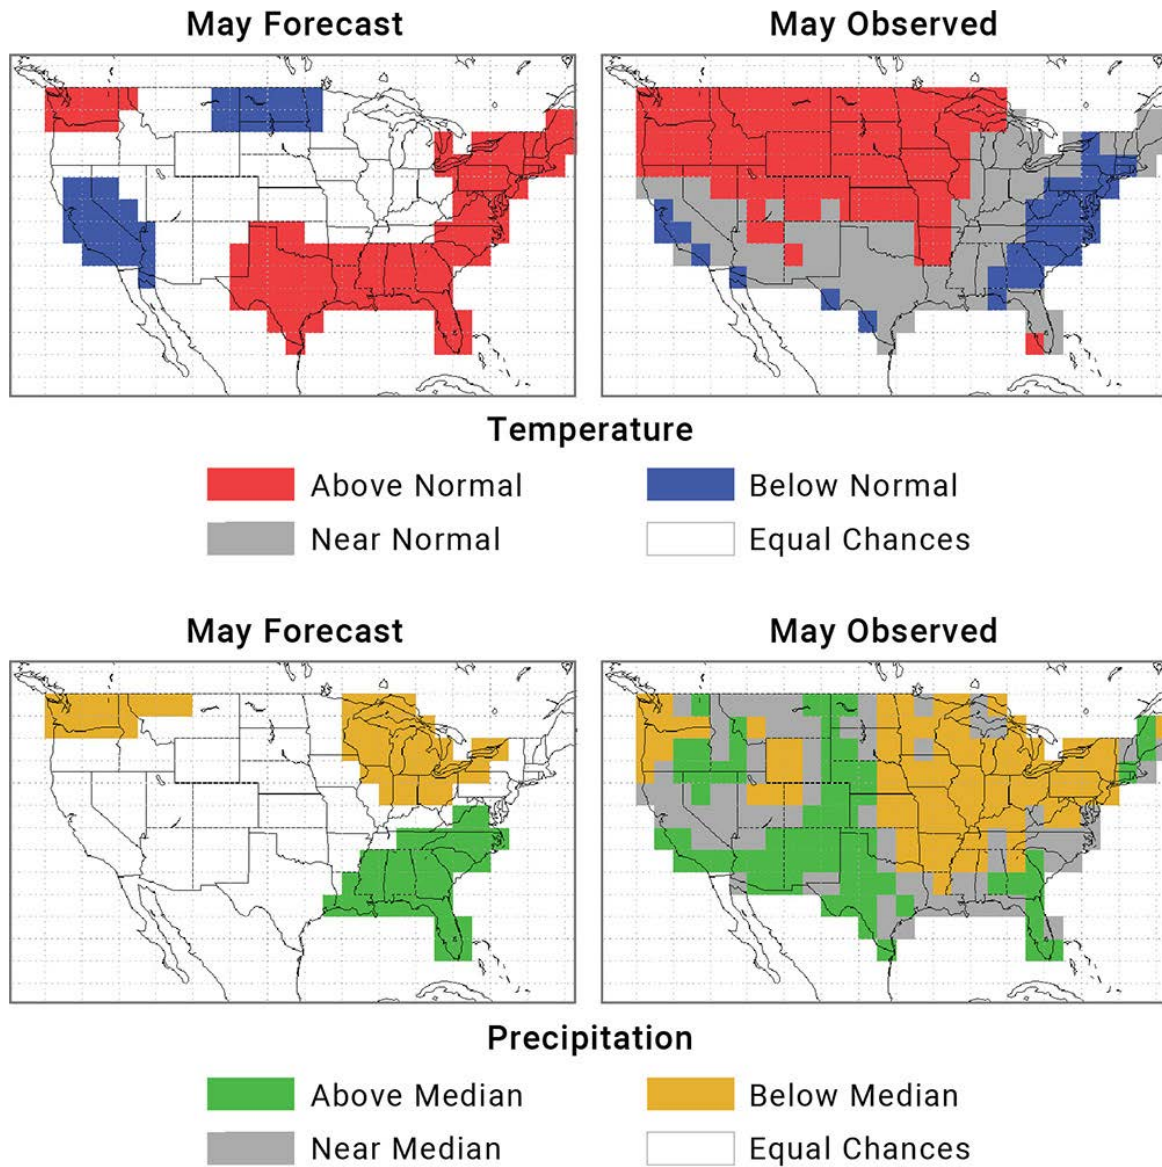 May Forecast May Observed
Temperature
Above Normal Below Normal
Near Normal Equal Chances
May Forecast May Observed
Precipitation
Above Median Below Median
Near Median Equal Chances